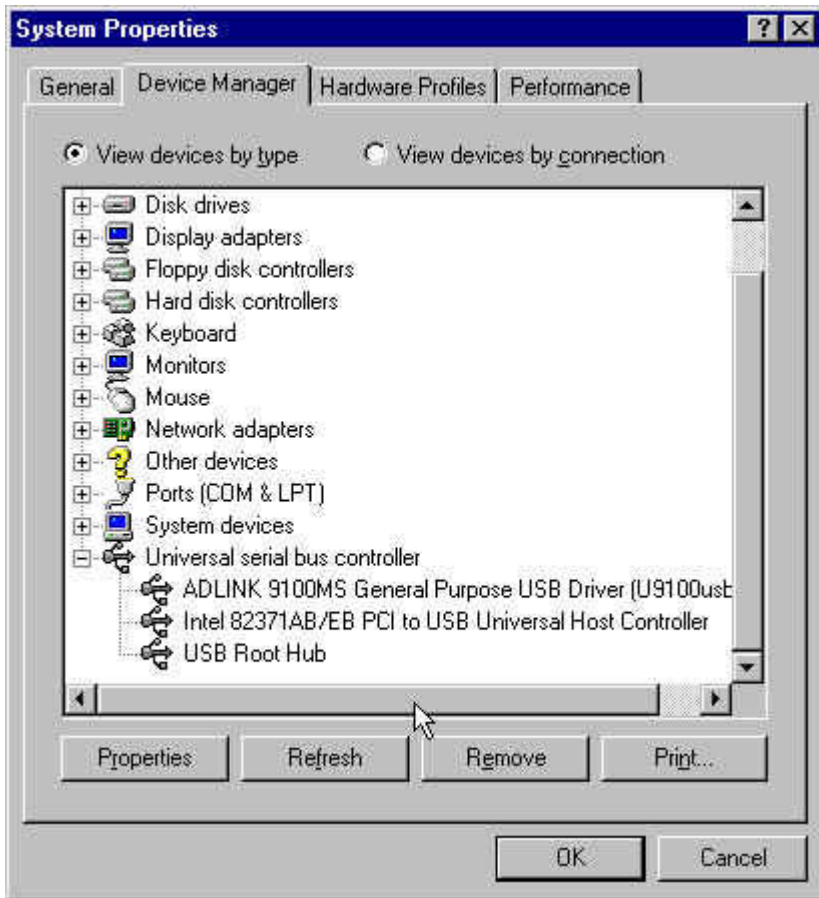 System Properties
General Device Manager Hardware Profiles Performance
View devices by type View devices by connection
Disk drives
Display adapters
Floppy disk controllers
Hard disk controllers
Keyboard
Monitors
Mouse
Network adapters
Other devices
Ports (COM & LPT)
System devices
Universal serial bus controller
ADLINK 9100MS General Purpose USB Driver (U9100usb
Intel 82371AB/EB PCI to USB Universal Host Controller
USB Root Hub
Properties Refresh Remove Print...
OK Cancel